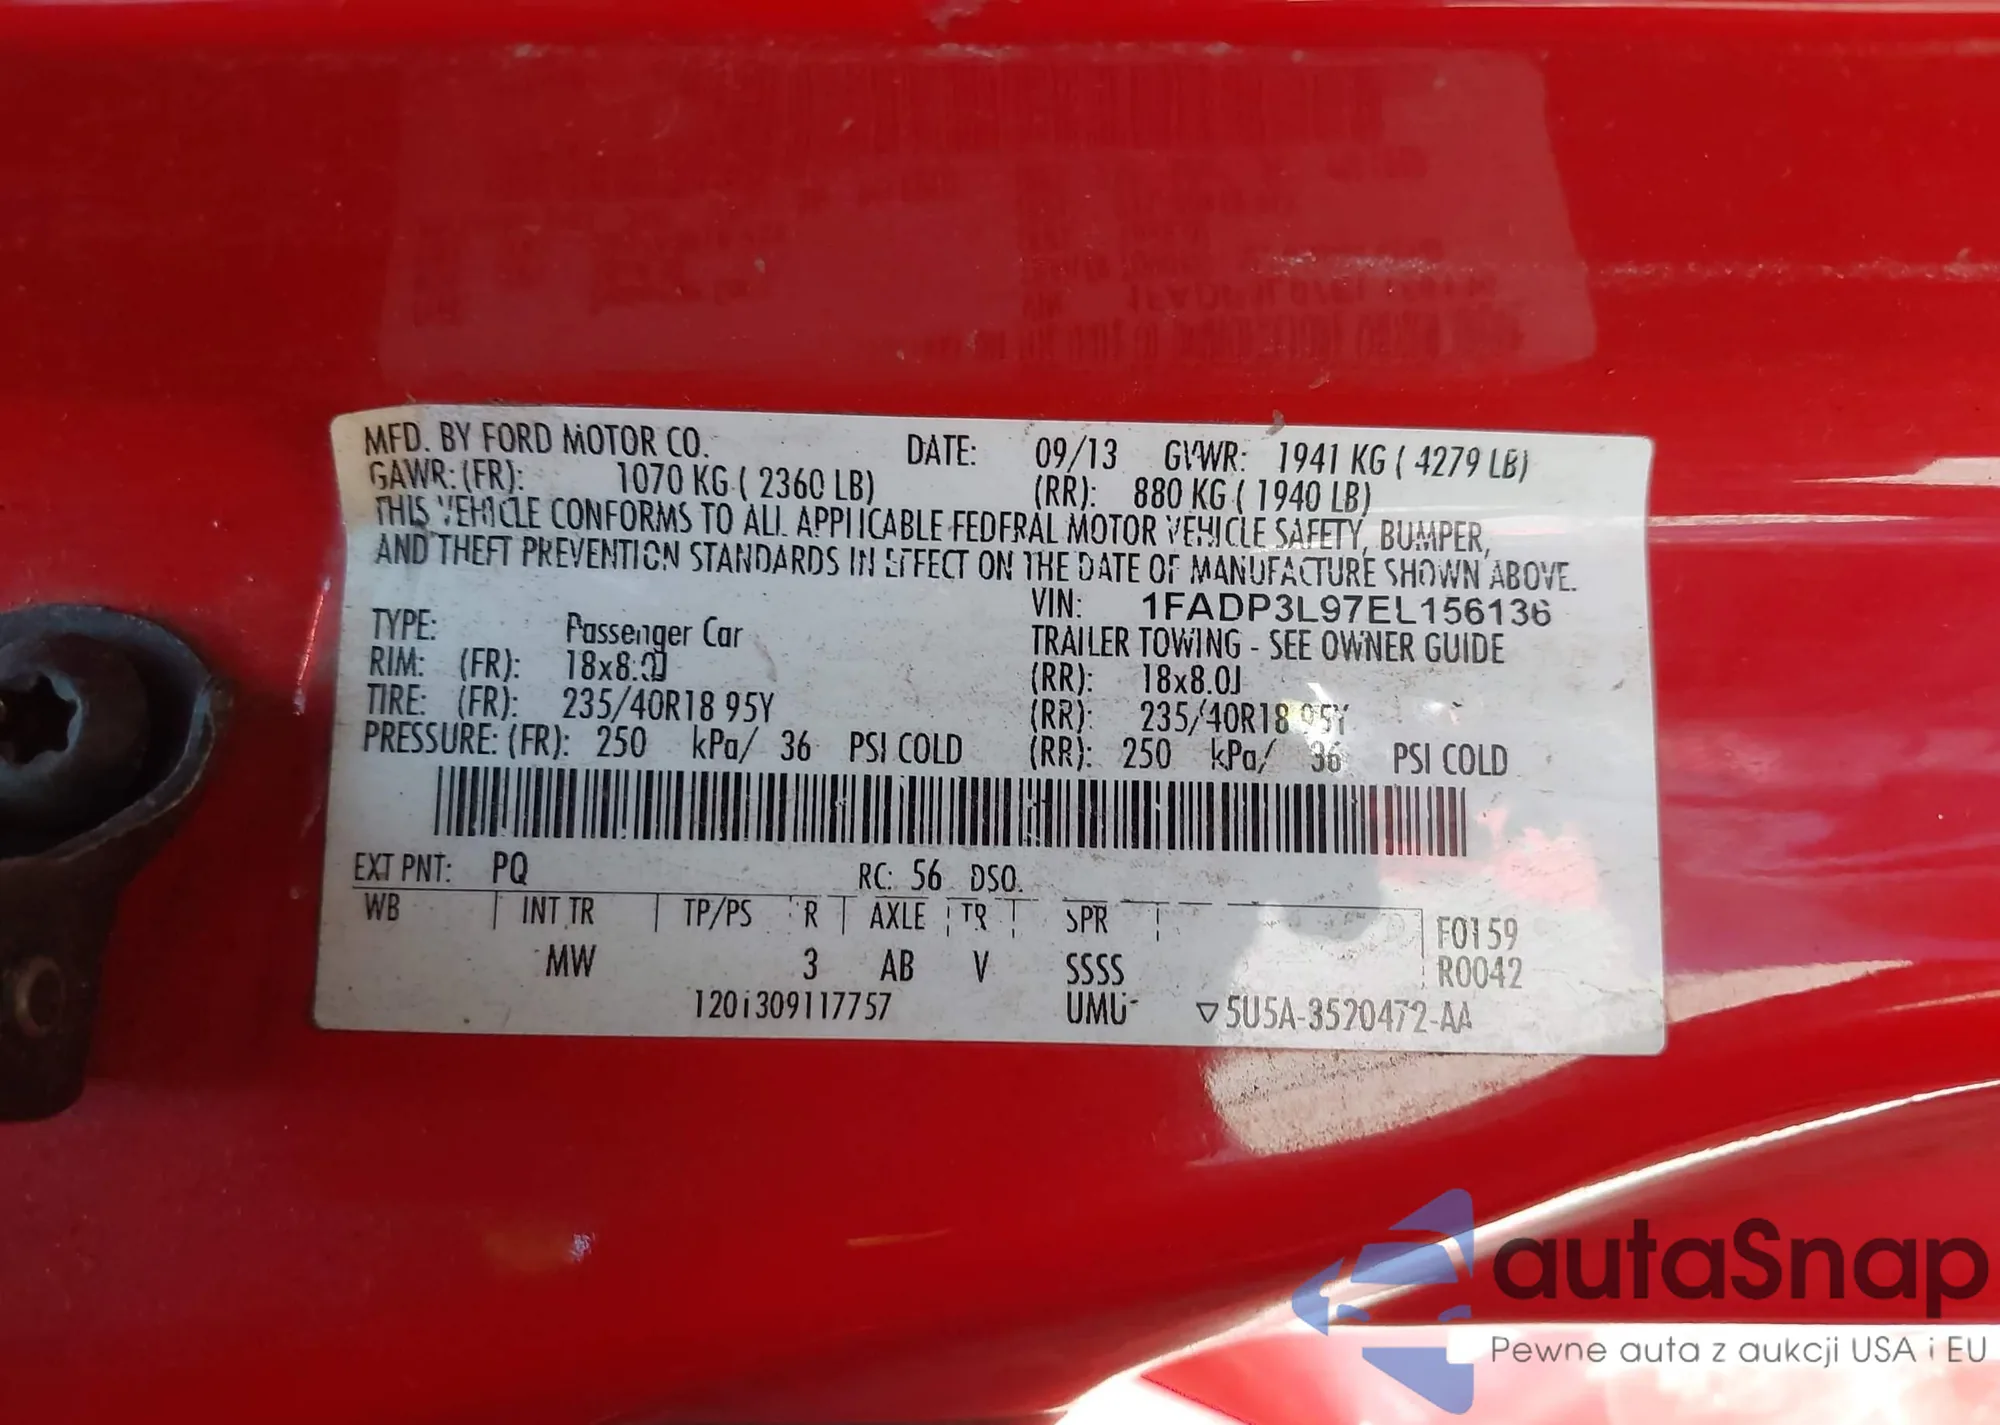 MFD. BY FORD MOTOR CO. DATE: 09/13 GVWR: 1941 KG ( 4279 LB)
GAWR: (FR): 1070 KG ( 2360 LB) (RR): 880 KG ( 1940 LB)
THIS VEHICLE CONFORMS TO ALL APPLICABLE FEDERAL MOTOR VEHICLE SAFETY, BUMPER,
AND THEFT PREVENTION STANDARDS IN EFFECT ON THE DATE OF MANUFACTURE SHOWN ABOVE.
VIN: 1FADP3L97EL156136
TYPE: Passenger Car TRAILER TOWING - SEE OWNER GUIDE
RIM: (FR): 18x8.0J (RR): 18x8.0J
TIRE: (FR): 235/40R18 95Y (RR): 235/40R18 95Y
PRESSURE: (FR): 250 kPa/ 36 PSI COLD (RR): 250 kPa/ 36 PSI COLD
EXT PNT: PQ RC: 56 DSO:
WB INT TR TP/PS R AXLE TR SPR F0159
MW 3 AB V SSSS R0042
1201309117757 ▽5U5A-3520472-AA
autaSnap
Pewne auta z aukcji USA i EU